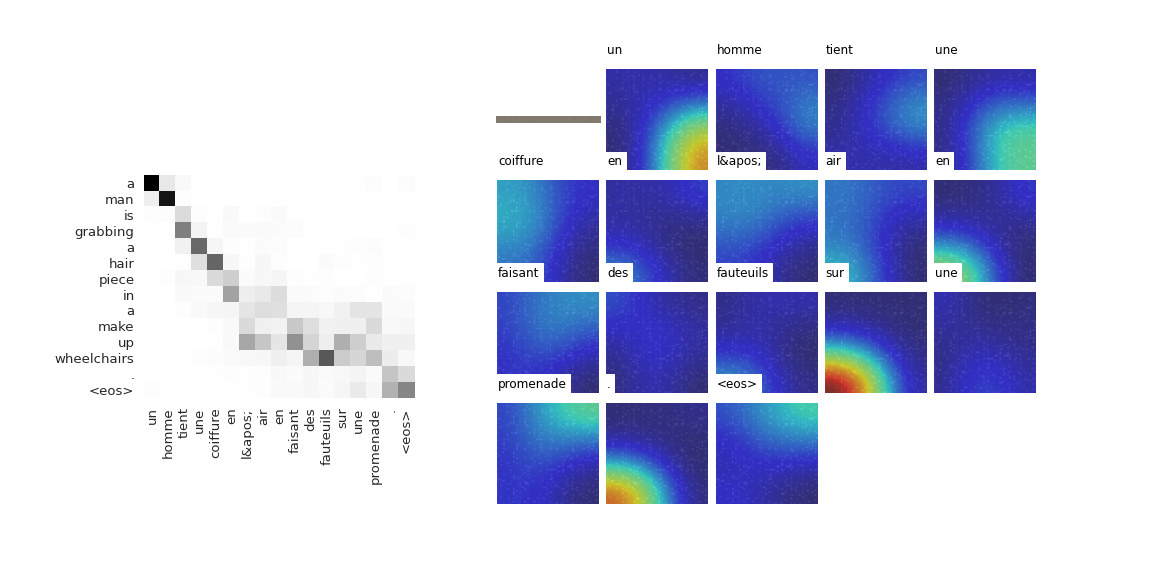 un homme tient une
coiffure en l&apos; air en
faisant des fauteuils sur une
promenade . <eos>
a
man
is
grabbing
a
hair
piece
in
a
make
up
wheelchairs
.
<eos>
un
homme
tient
une
coiffure
en
l&apos;
air
en
faisant
des
fauteuils
sur
une
promenade
.
<eos>